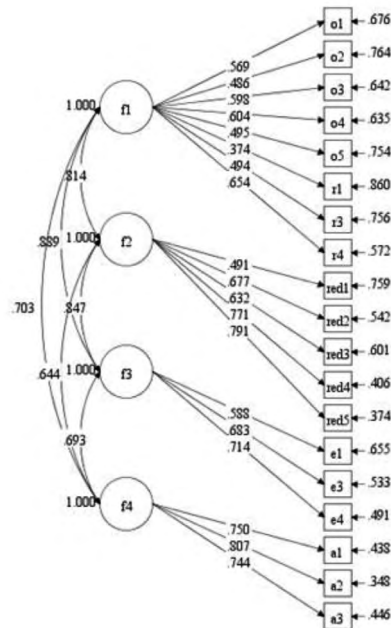 o1 .676
.569
o2 .764
.486
o3 .642
.598
1.000 f1
.604
o4 .635
.495
o5 .754
.374
r1 .860
.494
r3 .756
.654
.814
r4 .572
1.000 f2
.889
.491
red1 .759
.677
red2 .542
.632
.703
.847
red3 .601
.771
red4 .406
.791
1.000 f3
.644
red5 .374
.588
e1 .655
.683
.693
e3 .533
.714
e4 .491
1.000 f4
.750
a1 .438
.807
a2 .348
.744
a3 .446